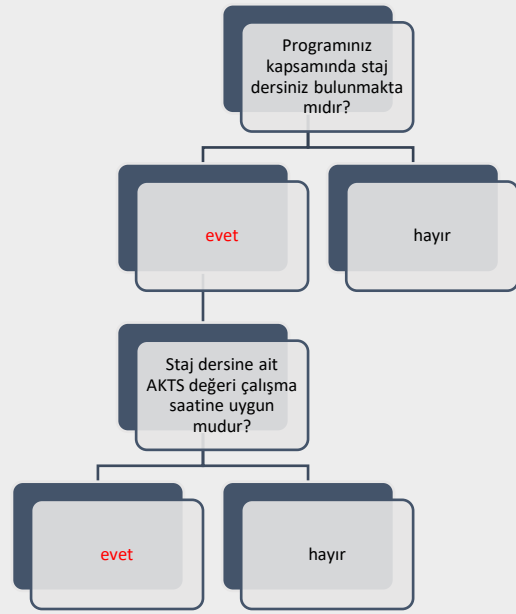 Programınız
kapsamında staj
dersiniz bulunmakta
mıdır?
evet
hayır
Staj dersine ait
AKTS değeri çalışma
saatine uygun
mudur?
evet
hayır